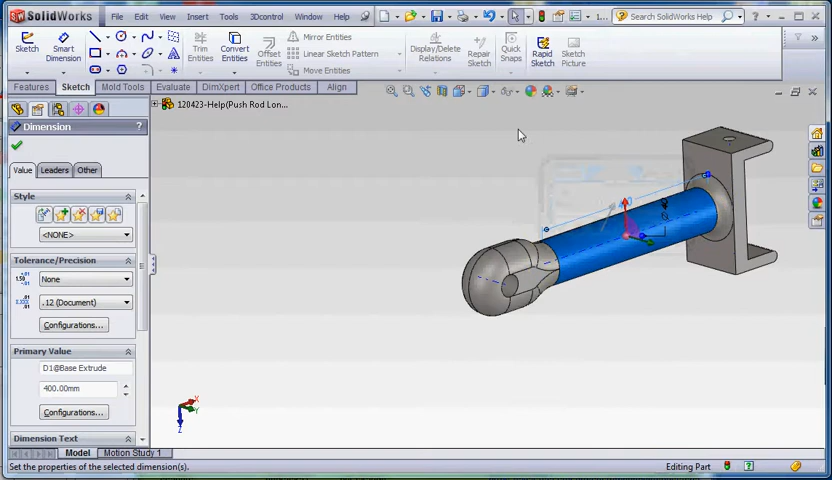 SolidWorks File Edit View Insert Tools 3DControl Window Help 1... Search SolidWorks Help
Sketch Smart Dimension Trim Entities Convert Entities Offset Entities Mirror Entities Linear Sketch Pattern Move Entities Display/Delete Relations Repair Sketch Quick Snaps Rapid Sketch Sketch Picture
Features Sketch Mold Tools Evaluate DimXpert Office Products Align
120423-Help(Push Rod Lon...
Dimension
Value Leaders Other
Style
<NONE>
Tolerance/Precision
1.50 None
.12 (Document)
Configurations...
Primary Value
D1@Base Extrude
400.00mm
Configurations...
Dimension Text
X
Y
Z
Model Motion Study 1
Set the properties of the selected dimension(s). Editing Part